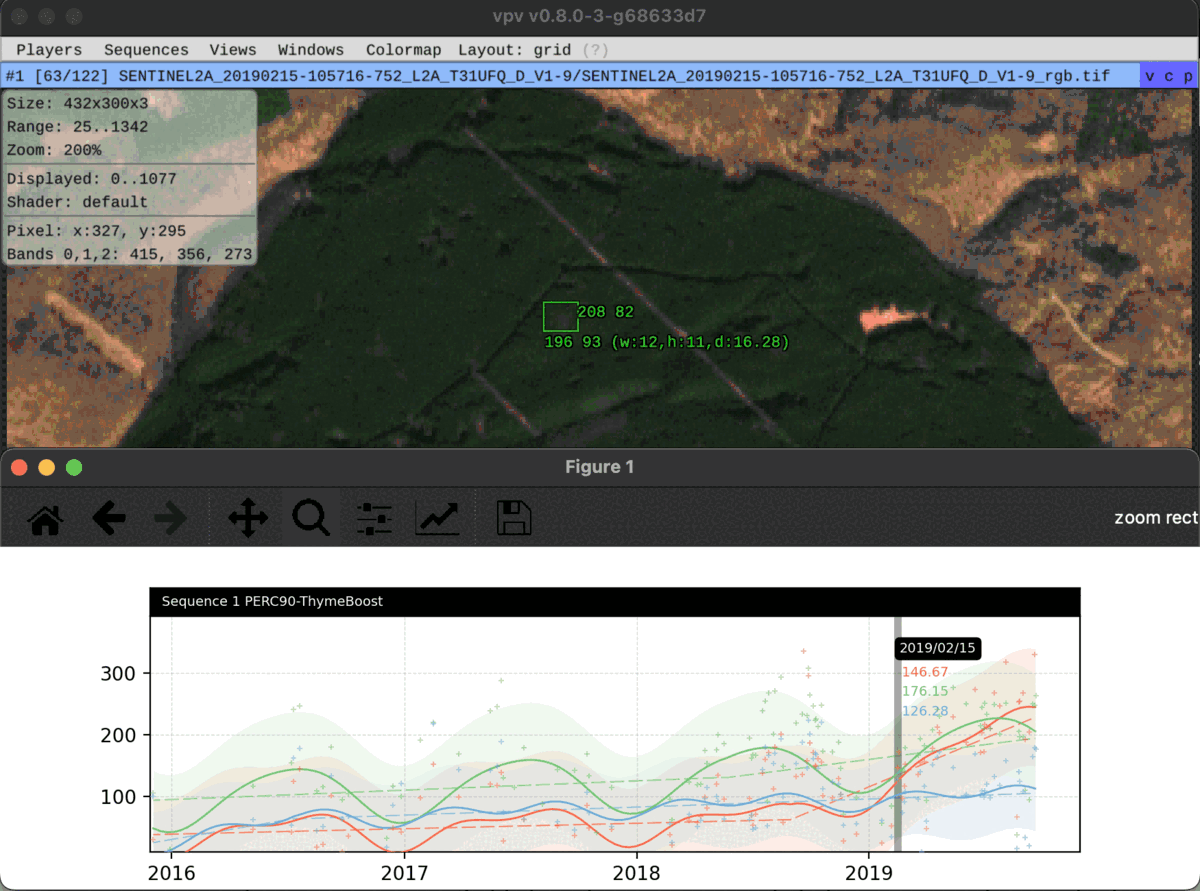 vpv v0.8.0-3-g68633d7
Players Sequences Views Windows Colormap Layout: grid (?)
#1 [63/122] SENTINEL2A_20190215-105716-752_L2A_T31UFQ_D_V1-9/SENTINEL2A_20190215-105716-752_L2A_T31UFQ_D_V1-9_rgb.tif v c p
Size: 432x300x3
Range: 25..1342
Zoom: 200%
Displayed: 0..1077
Shader: default
Pixel: x:327, y:295
Bands 0,1,2: 415, 356, 273
208 82
196 93 (w:12,h:11,d:16.28)
Figure 1
zoom rect
Sequence 1 PERC90-ThymeBoost
2019/02/15
146.67
176.15
126.28
300
200
100
2016 2017 2018 2019